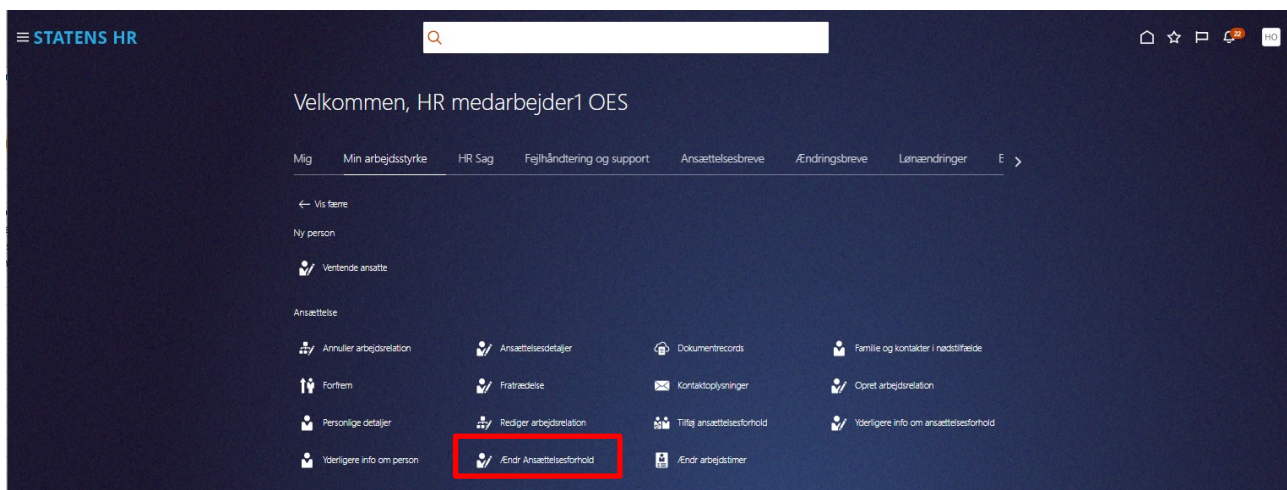 STATENS HR
22
HO
Velkommen, HR medarbejder1 OES
Mig Min arbejdsstyrke HR Sag Fejlhåndtering og support Ansættelsesbreve Ændringsbreve Lønændringer E
Vis færre
Ny person
Ventende ansatte
Ansættelse
Annuller arbejdsrelation Ansættelsesdetaljer Dokumentrecords Familie og kontakter i nødstilfælde
Forfrem Fratrædelse Kontaktoplysninger Opret arbejdsrelation
Personlige detaljer Rediger arbejdsrelation Tilføj ansættelsesforhold Yderligere info om ansættelsesforhold
Yderligere info om person Ændr Ansættelsesforhold Ændr arbejdstimer